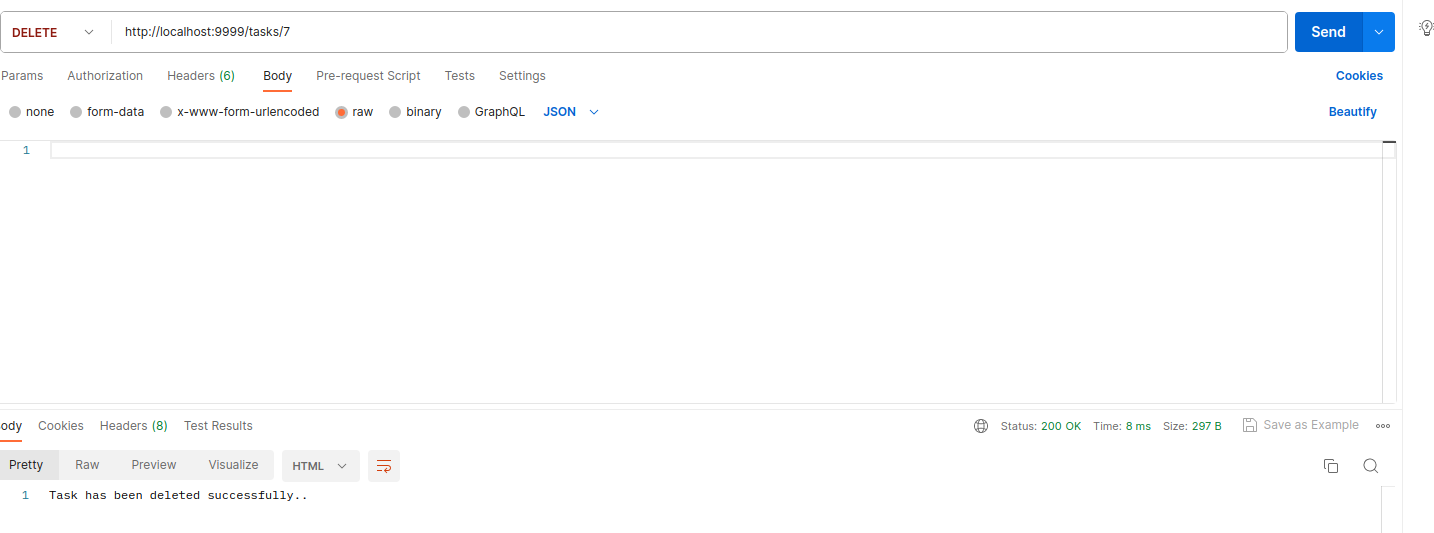 DELETE http://localhost:9999/tasks/7 Send
Params Authorization Headers (6) Body Pre-request Script Tests Settings Cookies
none form-data x-www-form-urlencoded raw binary GraphQL JSON Beautify
1
ody Cookies Headers (8) Test Results Status: 200 OK Time: 8 ms Size: 297 B Save as Example
Pretty Raw Preview Visualize HTML
1 Task has been deleted successfully..